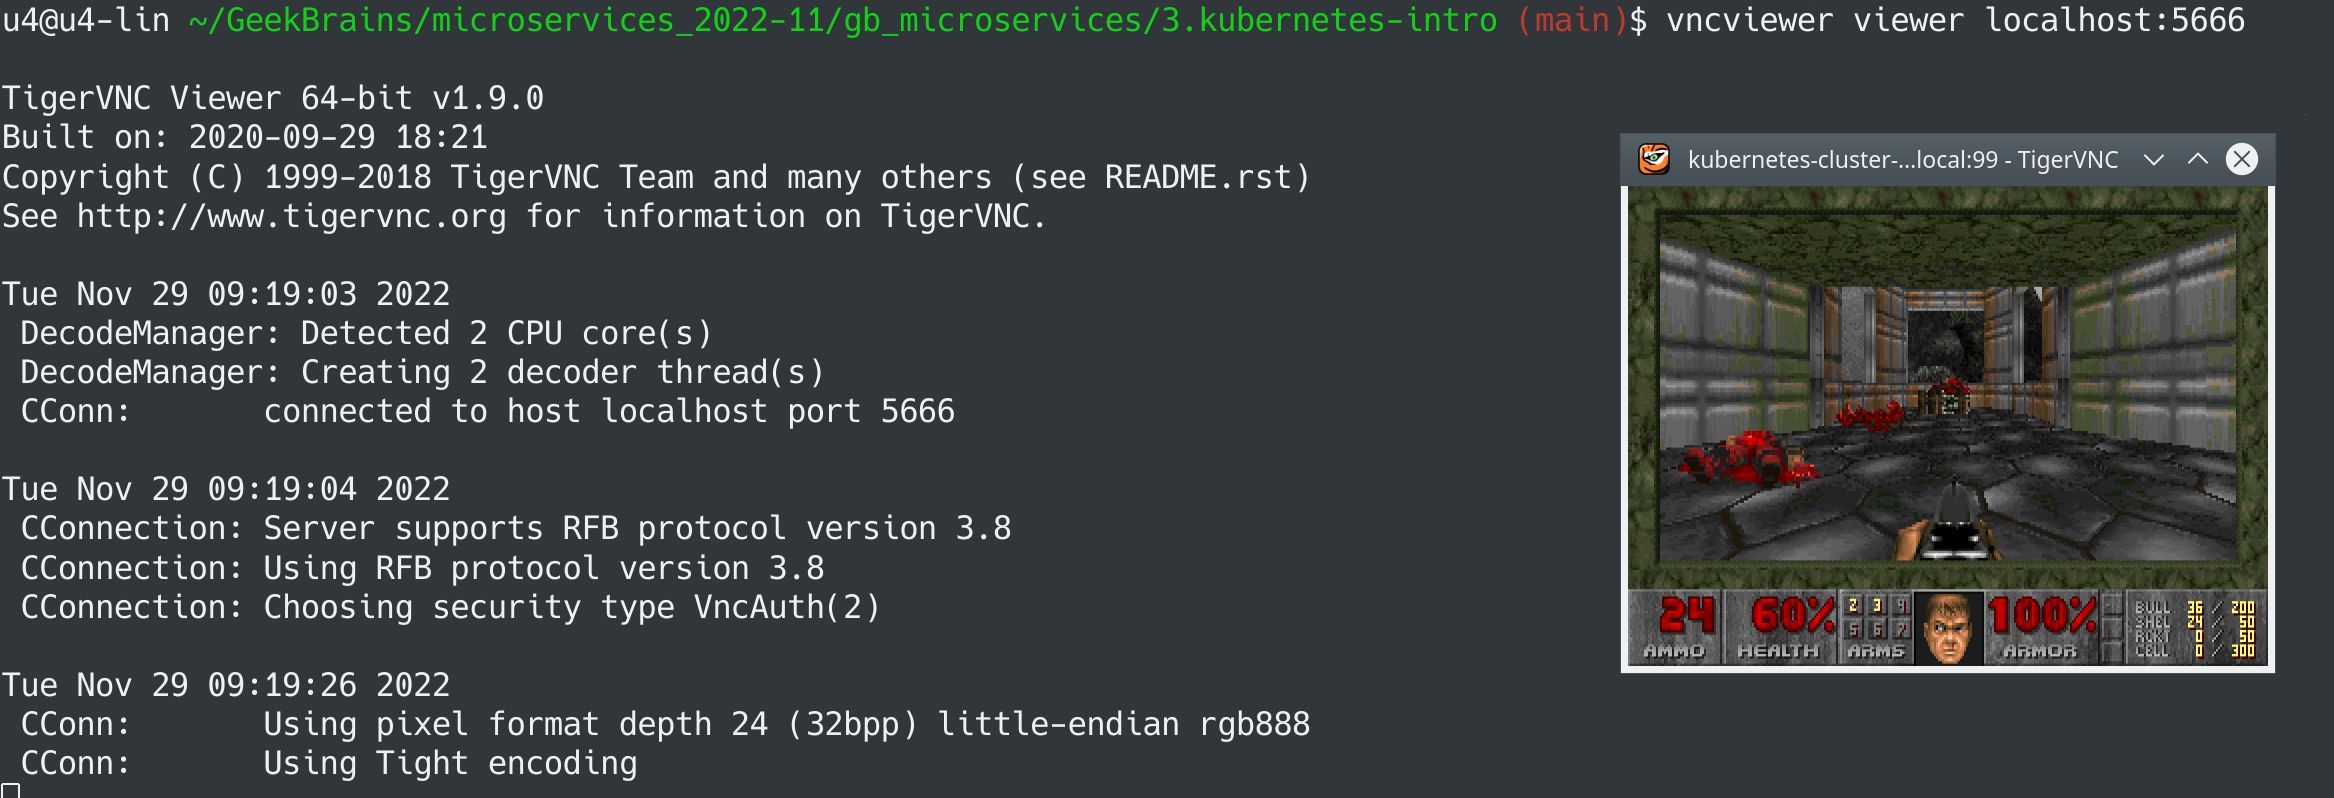 u4@u4-lin ~/GeekBrains/microservices_2022-11/gb_microservices/3.kubernetes-intro (main)$ vncviewer viewer localhost:5666
TigerVNC Viewer 64-bit v1.9.0
Built on: 2020-09-29 18:21
Copyright (C) 1999-2018 TigerVNC Team and many others (see README.rst)
See http://www.tigervnc.org for information on TigerVNC.
Tue Nov 29 09:19:03 2022
DecodeManager: Detected 2 CPU core(s)
DecodeManager: Creating 2 decoder thread(s)
CConn: connected to host localhost port 5666
Tue Nov 29 09:19:04 2022
CConnection: Server supports RFB protocol version 3.8
CConnection: Using RFB protocol version 3.8
CConnection: Choosing security type VncAuth(2)
Tue Nov 29 09:19:26 2022
CConn: Using pixel format depth 24 (32bpp) little-endian rgb888
CConn: Using Tight encoding
kubernetes-cluster-...local:99 - TigerVNC
24 60% 2 3 4 100%
5 6 7
AMMO HEALTH ARMS ARMOR
BULL 36 / 200
SHEL 24 / 50
RCKT 0 / 50
CELL 0 / 300